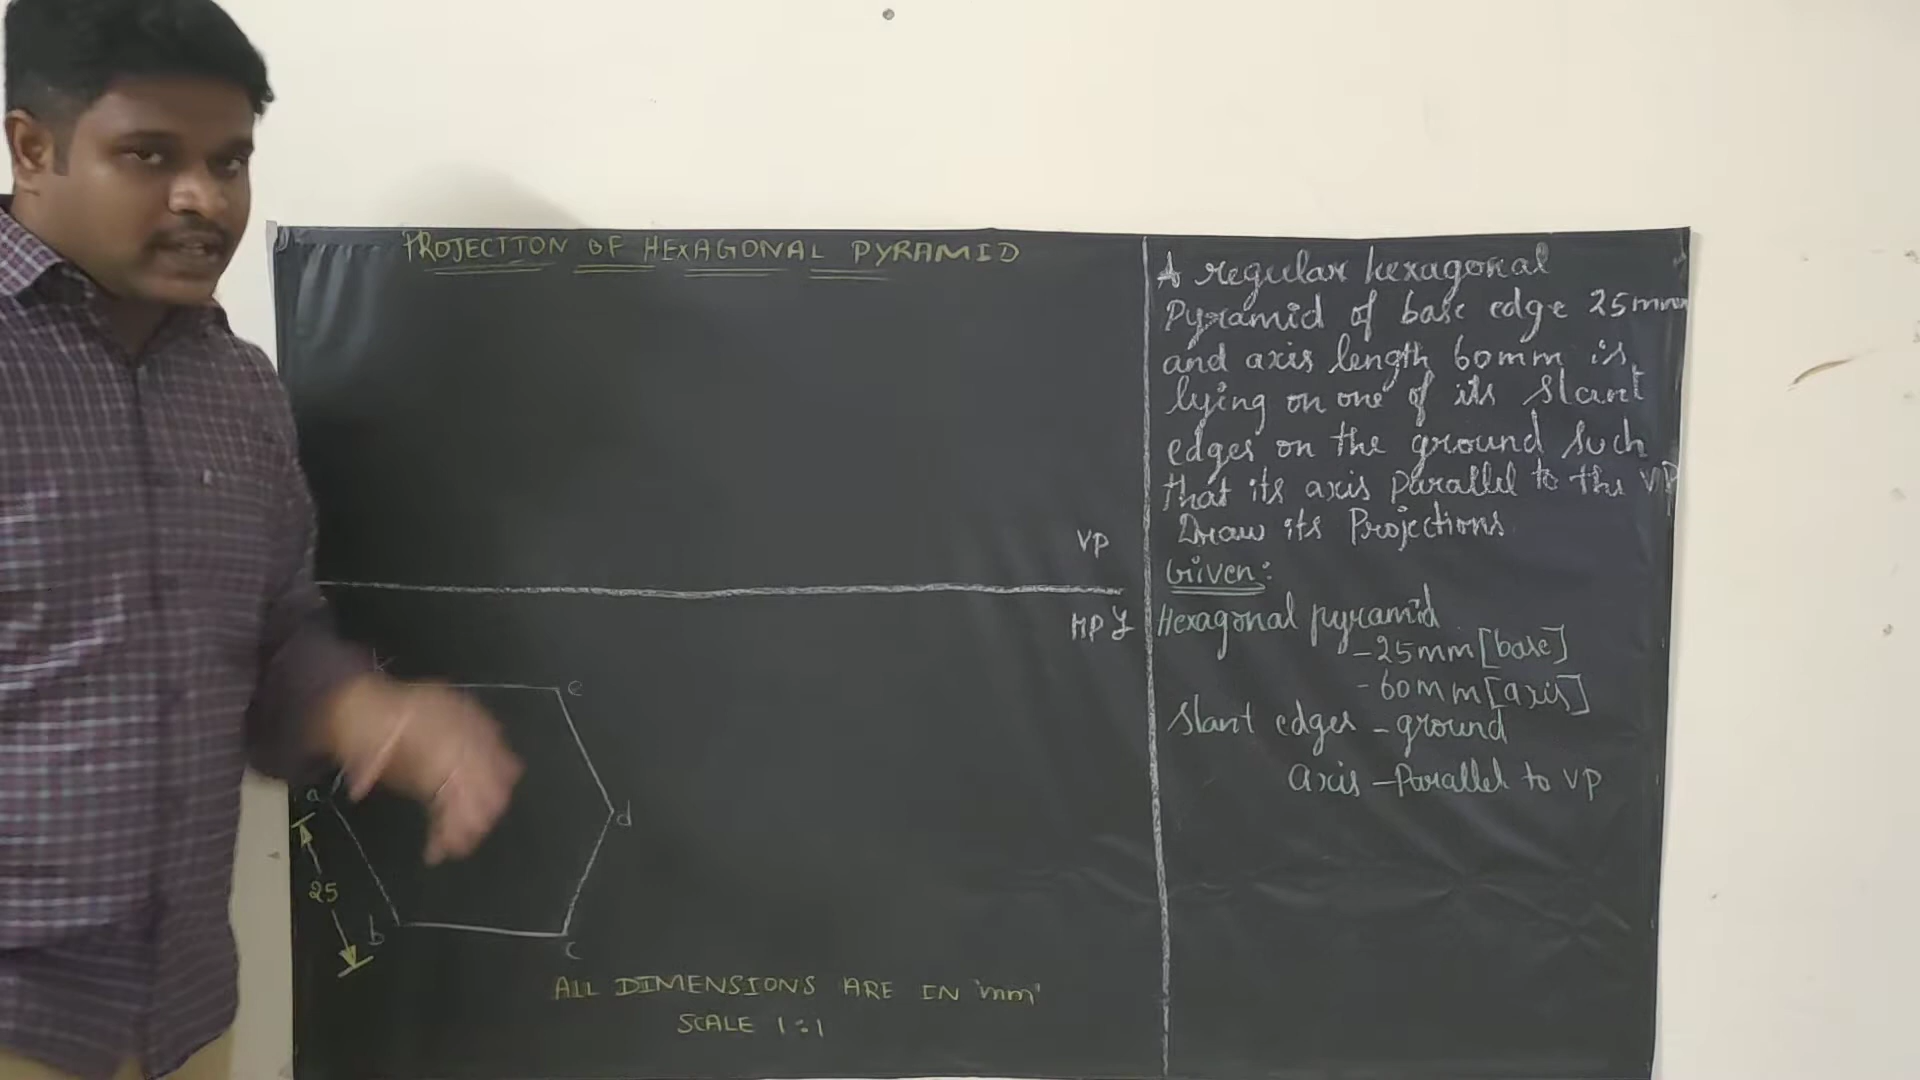 PROJECTION OF HEXAGONAL PYRAMID
A regular hexagonal
Pyramid of base edge 25mm
and axis length 60mm is
lying on one of its slant
edges on the ground such
that its axis parallel to the VP
Draw its Projections
Given:
Hexagonal pyramid
-25mm[base]
-60mm[axis]
Slant edges - ground
axis - Parallel to VP
VP
HP Y
e
a
d
25
b
c
ALL DIMENSIONS ARE IN 'mm'
SCALE 1:1